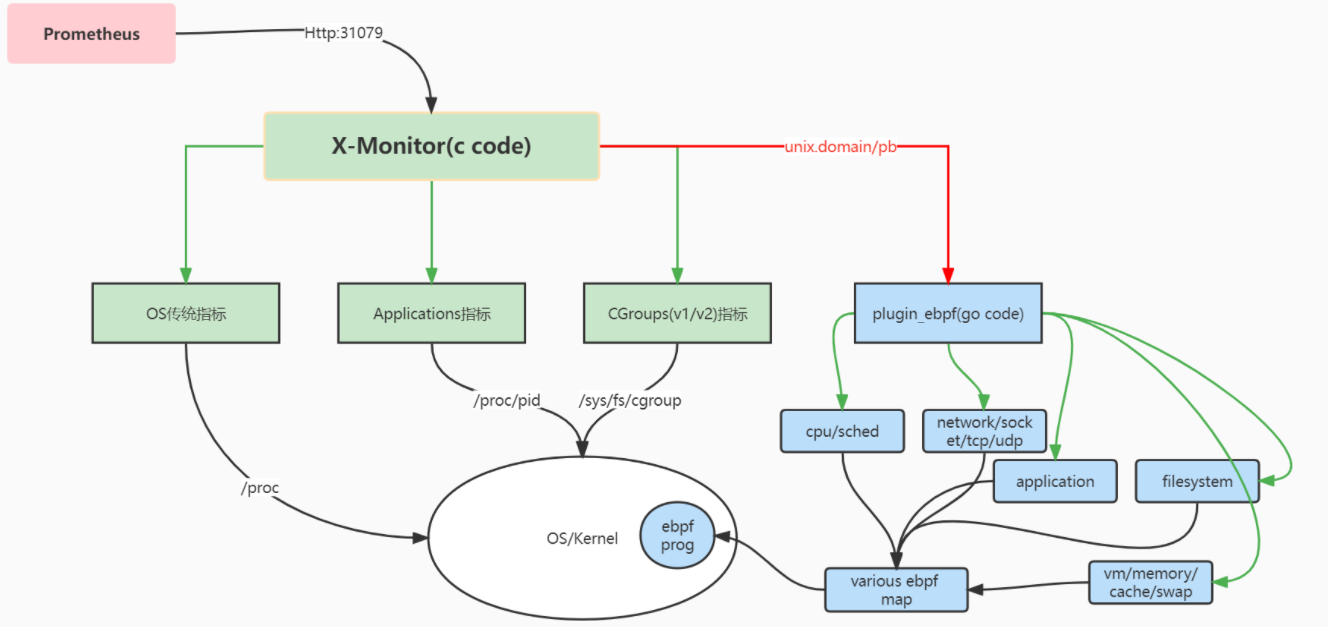 Prometheus
Http:31079
X-Monitor(c code)
unix.domain/pb
OS传统指标
Applications指标
CGroups(v1/v2)指标
plugin_ebpf(go code)
/proc/pid
/sys/fs/cgroup
cpu/sched
network/sock
et/tcp/udp
application
filesystem
/proc
OS/Kernel
ebpf
prog
various ebpf
map
vm/memory/
cache/swap